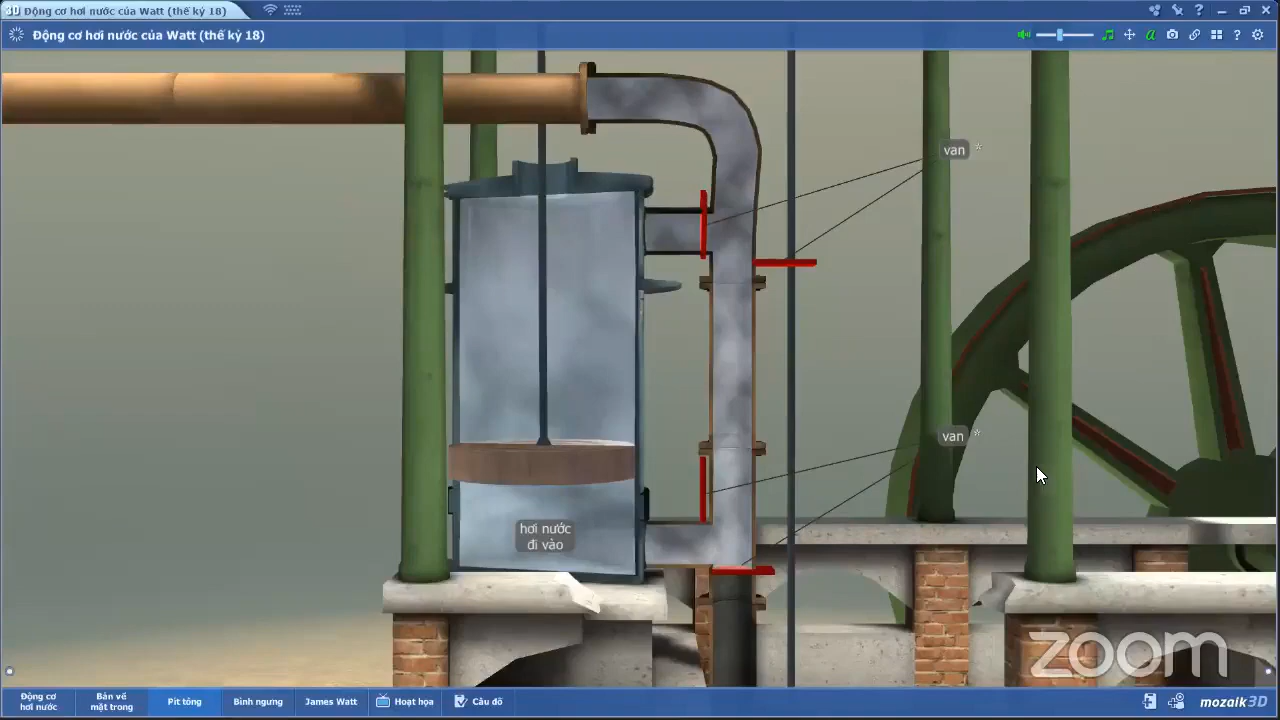 3D Động cơ hơi nước của Watt (thế kỷ 18)
Động cơ hơi nước của Watt (thế kỷ 18)
van *
van *
hơi nước
đi vào
zoom
Động cơ
hơi nước
Bản vẽ
mặt trong
Pit tông
Bình ngưng
James Watt
Hoạt họa
Câu đố
mozaik3D